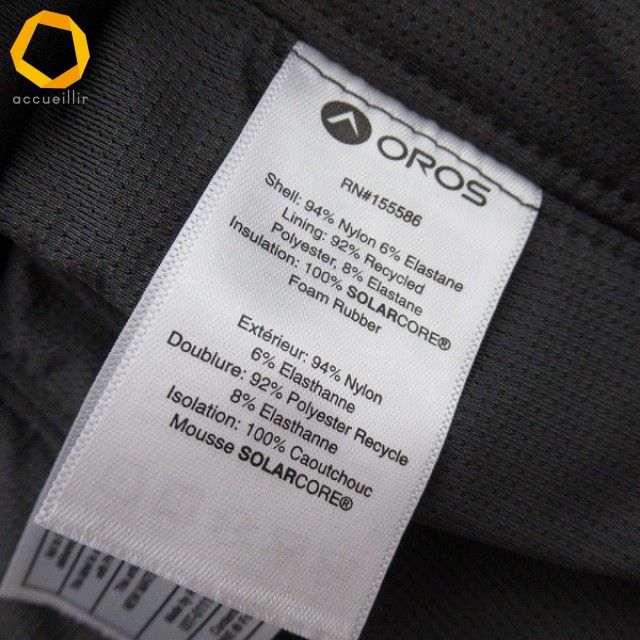 accueillir
OROS
RN#155586
Shell: 94% Nylon 6% Elastane
Lining: 92% Recycled
Polyester, 8% Elastane
Insulation: 100% SOLARCORE®
Foam Rubber
Extérieur: 94% Nylon
6% Elasthanne
Doublure: 92% Polyester Recycle
8% Elasthanne
Isolation: 100% Caoutchouc
Mousse SOLARCORE®